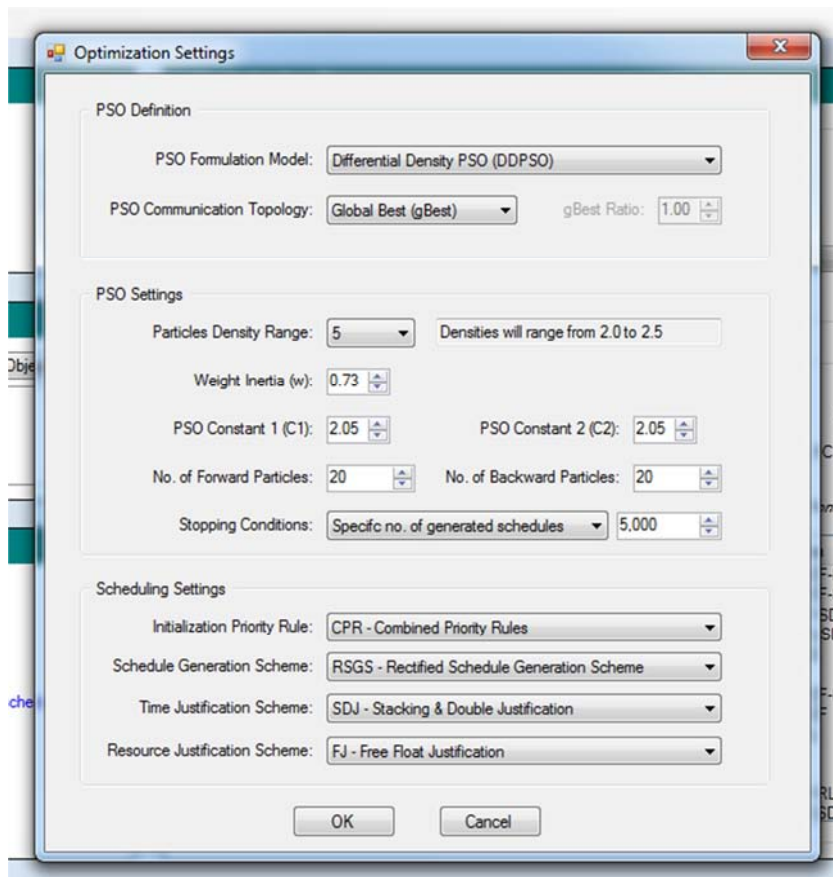 Optimization Settings
PSO Definition
PSO Formulation Model: Differential Density PSO (DDPSO)
PSO Communication Topology: Global Best (gBest) gBest Ratio: 1.00
PSO Settings
Particles Density Range: 5 Densities will range from 2.0 to 2.5
Weight Inertia (w): 0.73
PSO Constant 1 (C1): 2.05 PSO Constant 2 (C2): 2.05
No. of Forward Particles: 20 No. of Backward Particles: 20
Stopping Conditions: Specifc no. of generated schedules 5,000
Scheduling Settings
Initialization Priority Rule: CPR - Combined Priority Rules
Schedule Generation Scheme: RSGS - Rectified Schedule Generation Scheme
Time Justification Scheme: SDJ - Stacking & Double Justification
Resource Justification Scheme: FJ - Free Float Justification
OK Cancel